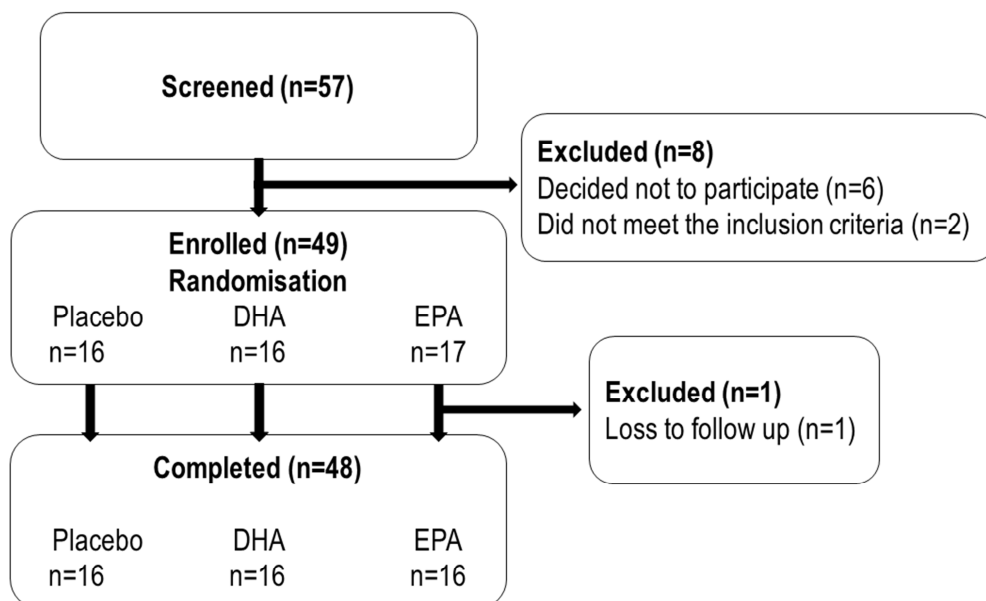 Screened (n=57)
Excluded (n=8)
Decided not to participate (n=6)
Did not meet the inclusion criteria (n=2)
Enrolled (n=49)
Randomisation
Placebo DHA EPA
n=16 n=16 n=17
Excluded (n=1)
Loss to follow up (n=1)
Completed (n=48)
Placebo DHA EPA
n=16 n=16 n=16